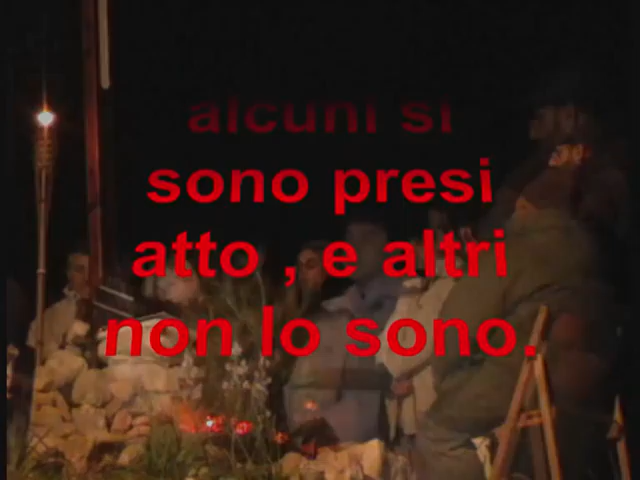 alcuni si
sono presi
atto , e altri
non lo sono.